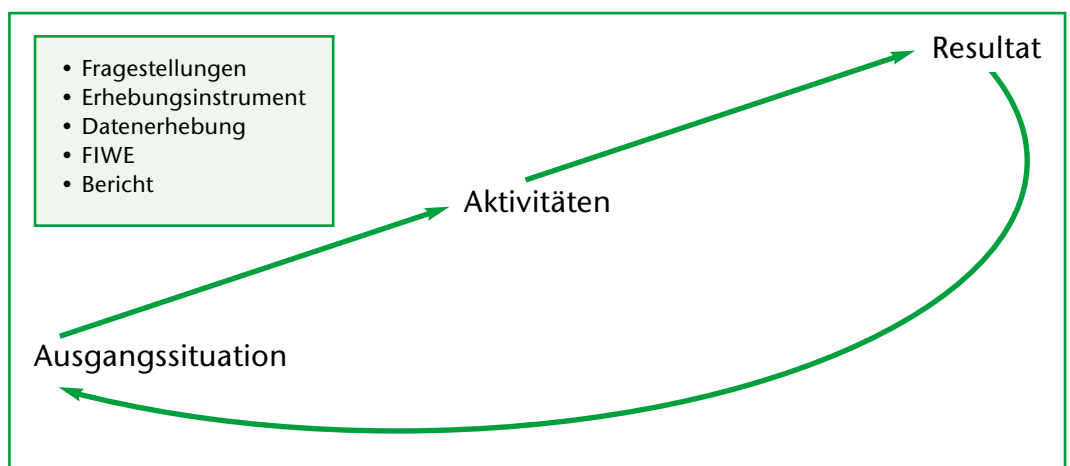 • Fragestellungen
• Erhebungsinstrument
• Datenerhebung
• FIWE
• Bericht
Resultat
Aktivitäten
Ausgangssituation